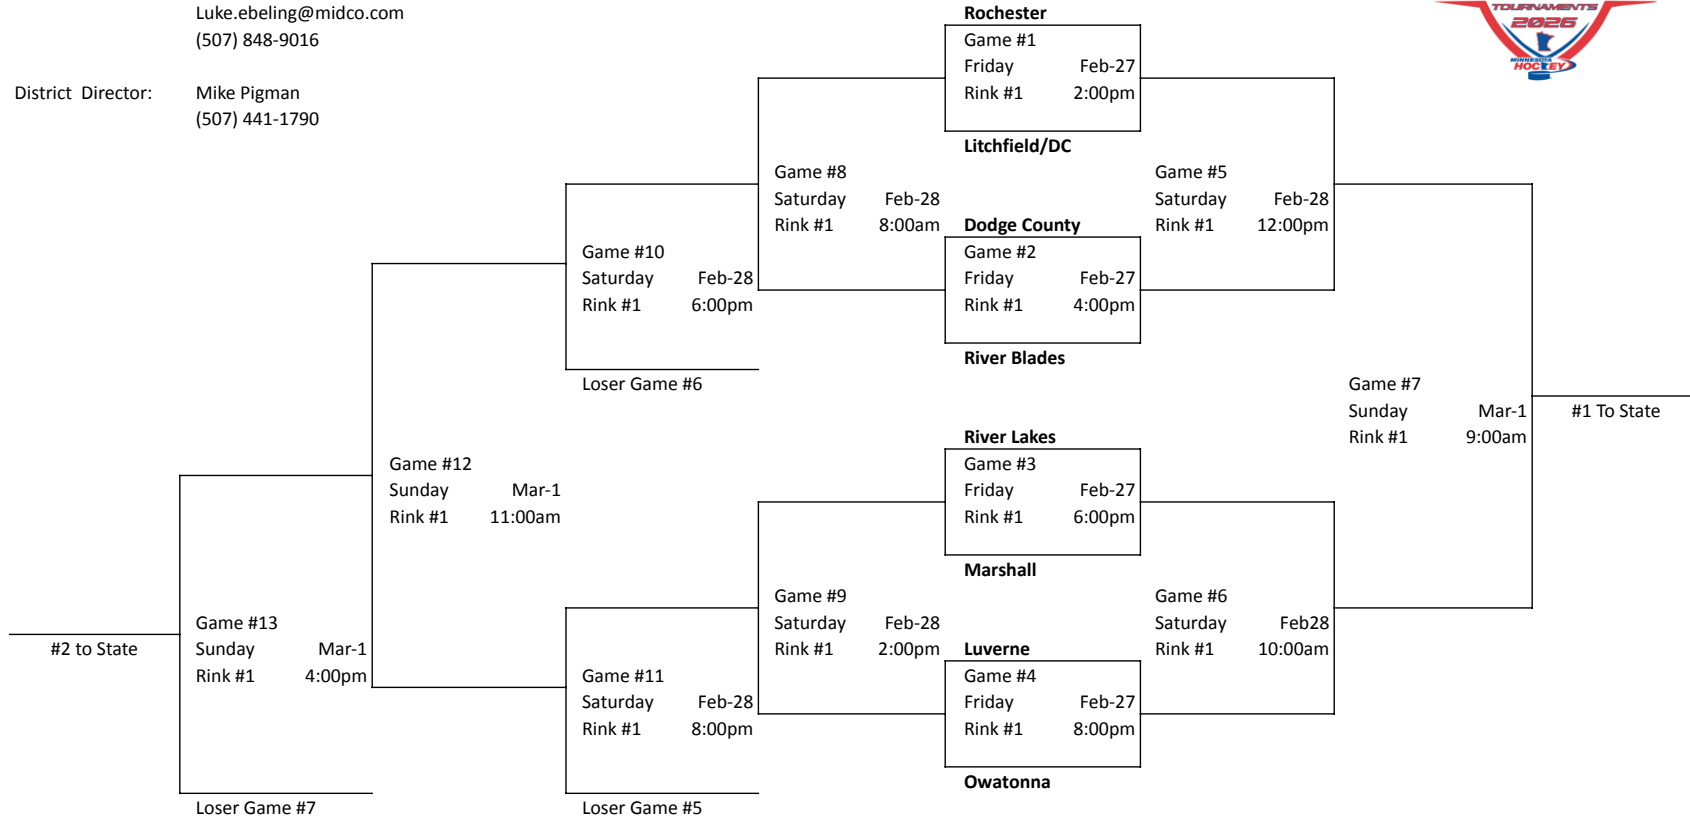 Luke.ebeling@midco.com
(507) 848-9016
District Director: Mike Pigman
(507) 441-1790
TOURNAMENTS
2026
MINNESOTA
HOCKEY
Rochester
Game #1
Friday Feb-27
Rink #1 2:00pm
Litchfield/DC
Game #8
Saturday Feb-28
Rink #1 8:00am
Game #5
Saturday Feb-28
Rink #1 12:00pm
Dodge County
Game #2
Friday Feb-27
Rink #1 4:00pm
River Blades
Game #10
Saturday Feb-28
Rink #1 6:00pm
Loser Game #6
Game #7
Sunday Mar-1
Rink #1 9:00am
#1 To State
River Lakes
Game #3
Friday Feb-27
Rink #1 6:00pm
Marshall
Game #12
Sunday Mar-1
Rink #1 11:00am
Game #9
Saturday Feb-28
Rink #1 2:00pm
Game #6
Saturday Feb28
Rink #1 10:00am
Luverne
Game #4
Friday Feb-27
Rink #1 8:00pm
Owatonna
Game #13
Sunday Mar-1
Rink #1 4:00pm
#2 to State
Game #11
Saturday Feb-28
Rink #1 8:00pm
Loser Game #7
Loser Game #5